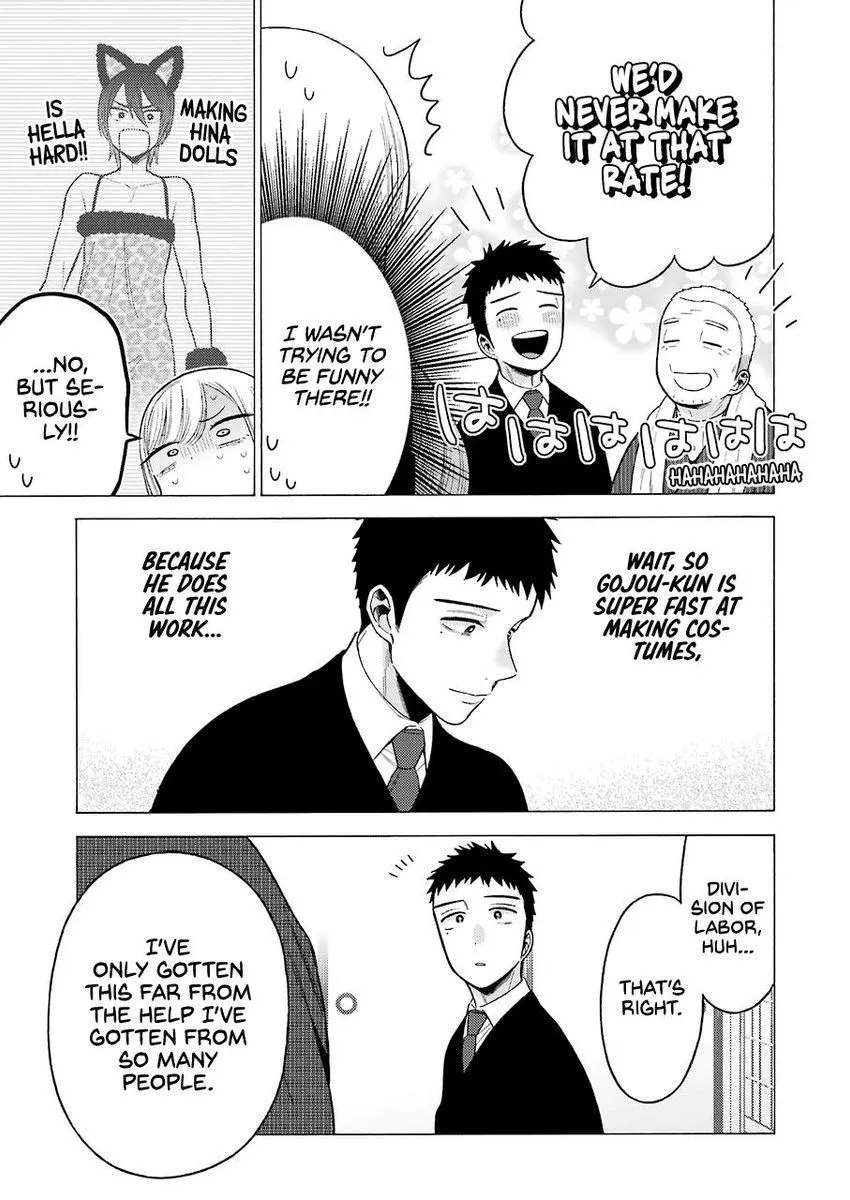 WE'D
NEVER MAKE
IT AT THAT
RATE!
はははははは
HAHAHAHAHAHA
I WASN'T
TRYING TO
BE FUNNY
THERE!!
MAKING
HINA
DOLLS
IS
HELLA
HARD!!
...NO,
BUT SE-
RIOUS-
LY!!
WAIT, SO
GOJOU-KUN IS
SUPER FAST AT
MAKING COS-
TUMES,
BECAUSE
HE DOES
ALL THIS
WORK...
DIVI-
SION OF
LABOR,
HUH...
THAT'S
RIGHT.
I'VE
ONLY GOTTEN
THIS FAR FROM
THE HELP I'VE
GOTTEN FROM
SO MANY
PEOPLE.